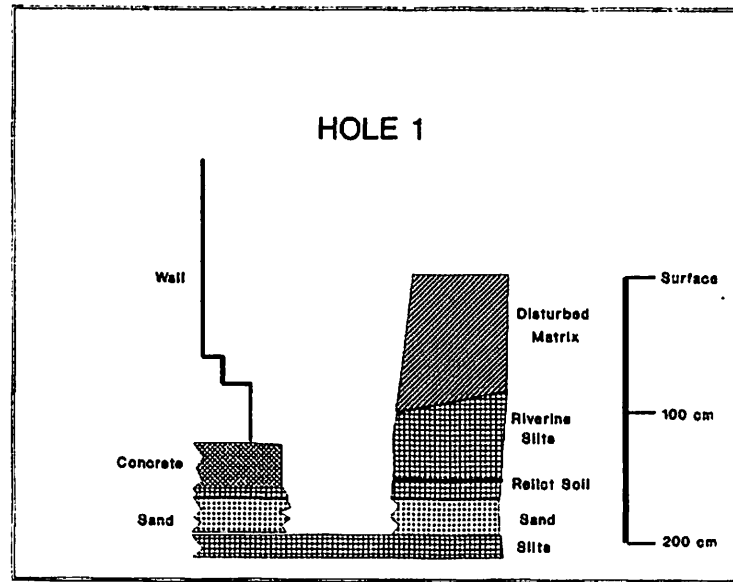 HOLE 1
Wall
Surface
Disturbed
Matrix
100 cm
Riverine
Silts
Concrete
Relict Soil
Sand
Sand
Silts
200 cm